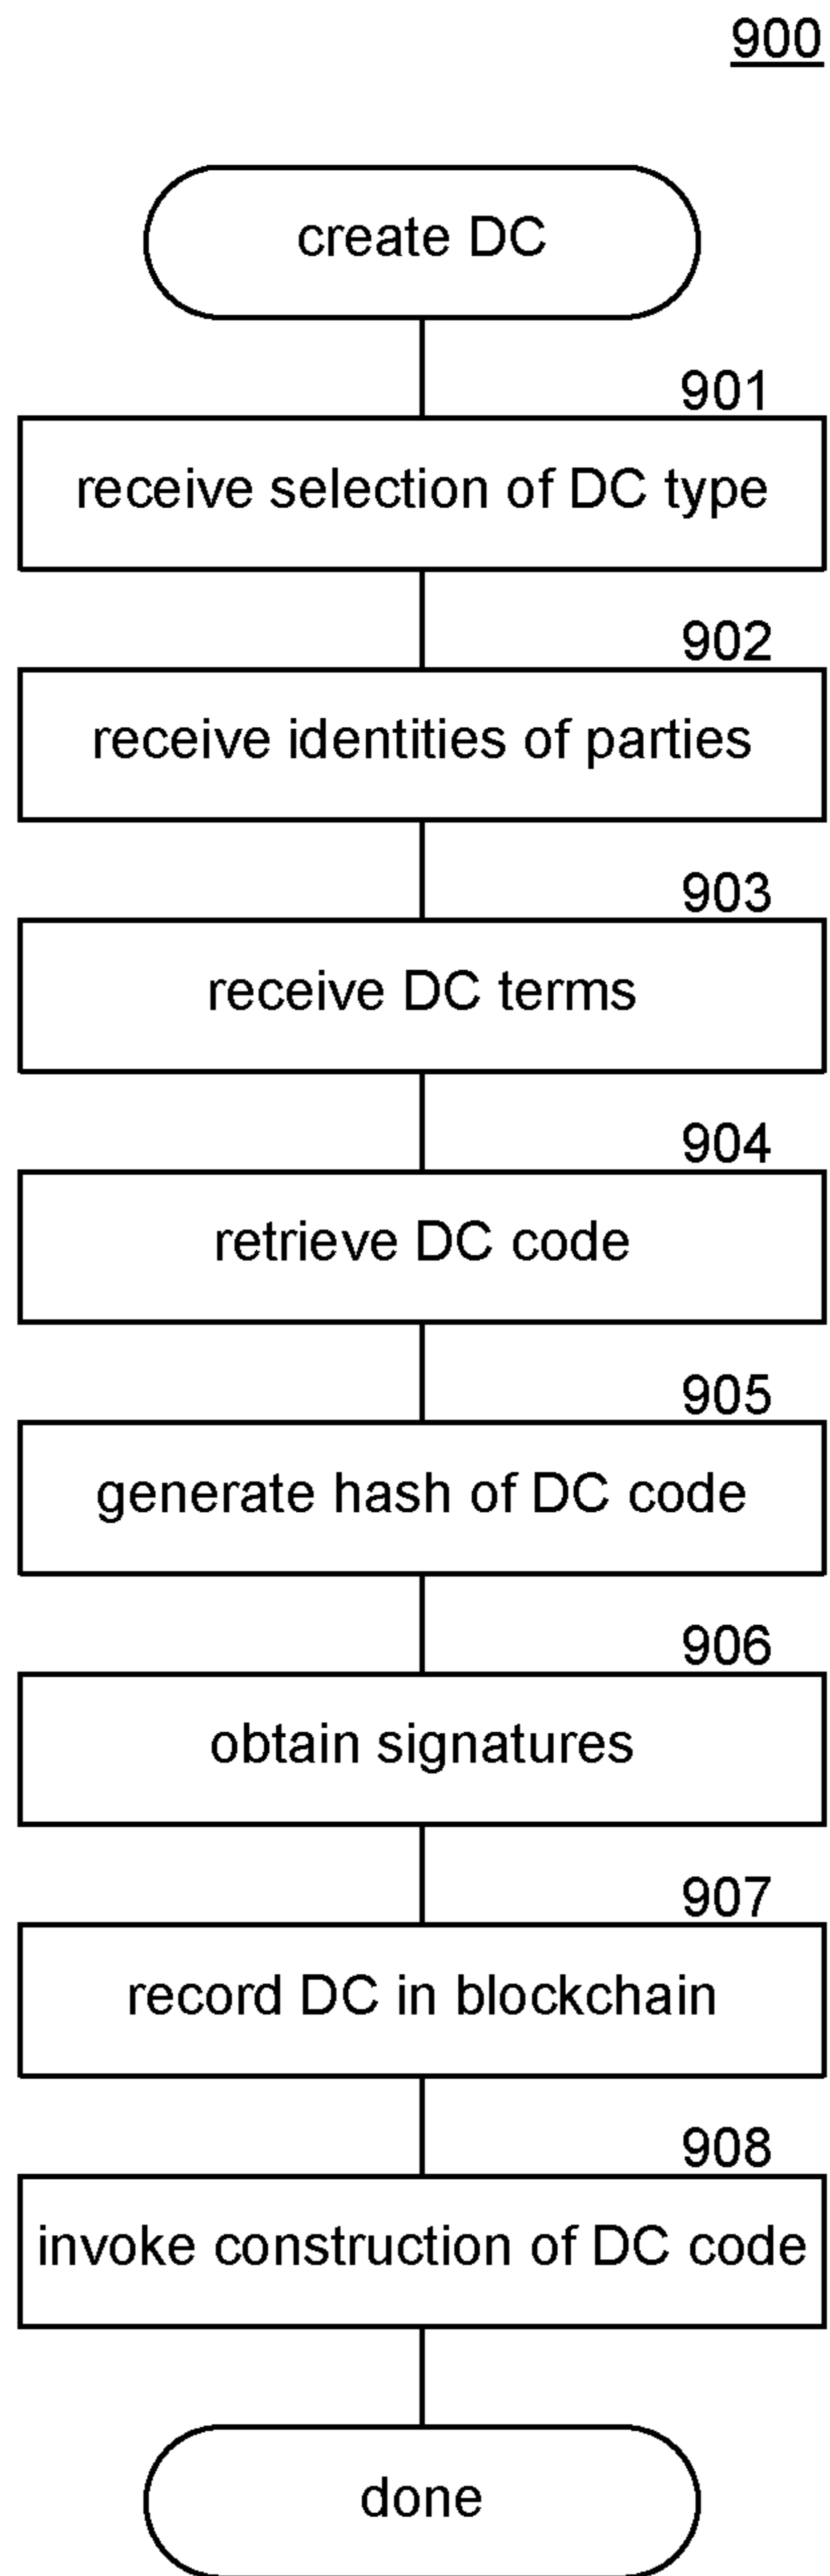 900
create DC
901
receive selection of DC type
902
receive identities of parties
903
receive DC terms
904
retrieve DC code
905
generate hash of DC code
906
obtain signatures
907
record DC in blockchain
908
invoke construction of DC code
done